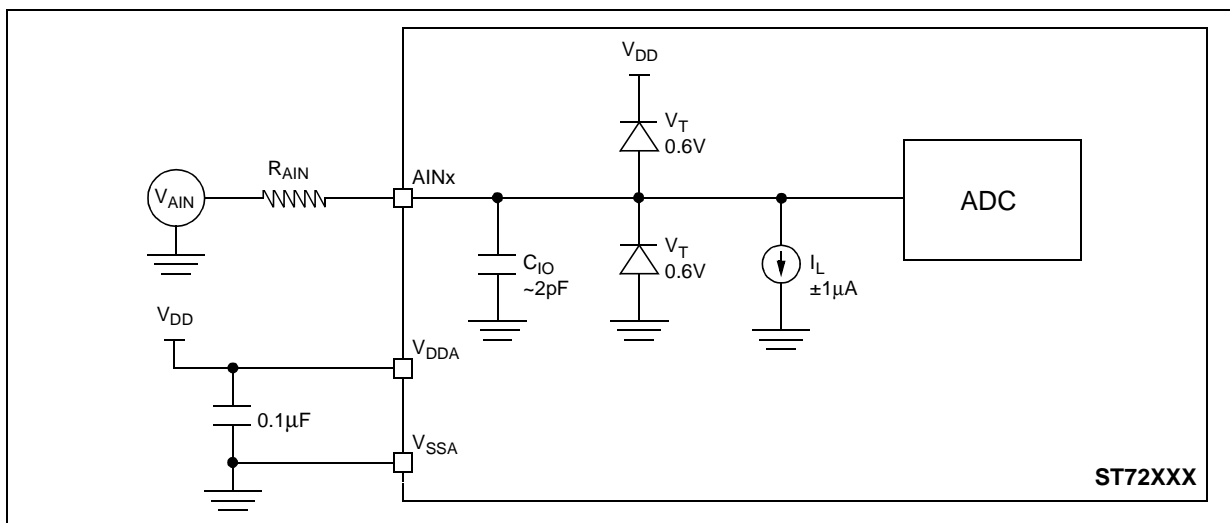 V_DD
V_T
0.6V
R_AIN
AINx
V_AIN
ADC
C_IO
~2pF
V_T
0.6V
I_L
±1μA
V_DD
V_DDA
0.1μF
V_SSA
ST72XXX